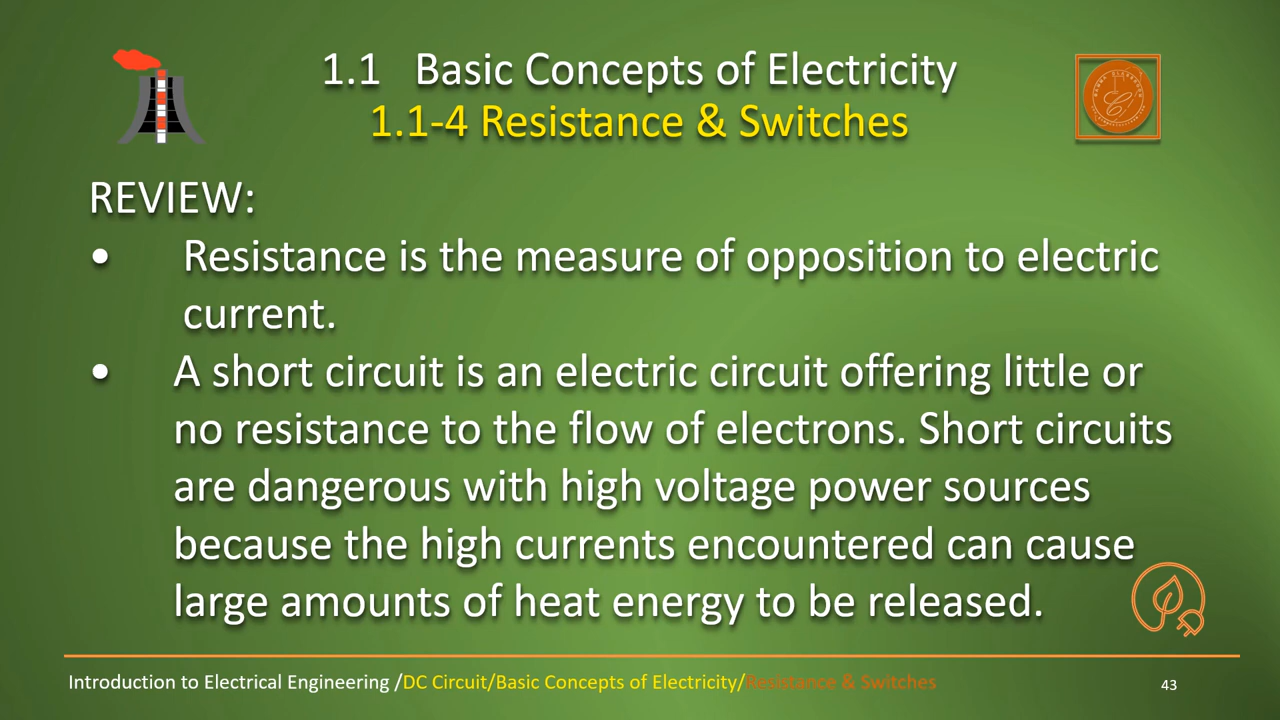 1.1 Basic Concepts of Electricity
1.1-4 Resistance & Switches
REVIEW:
• Resistance is the measure of opposition to electric
current.
• A short circuit is an electric circuit offering little or
no resistance to the flow of electrons. Short circuits
are dangerous with high voltage power sources
because the high currents encountered can cause
large amounts of heat energy to be released.
Introduction to Electrical Engineering /DC Circuit/Basic Concepts of Electricity/Resistance & Switches
43